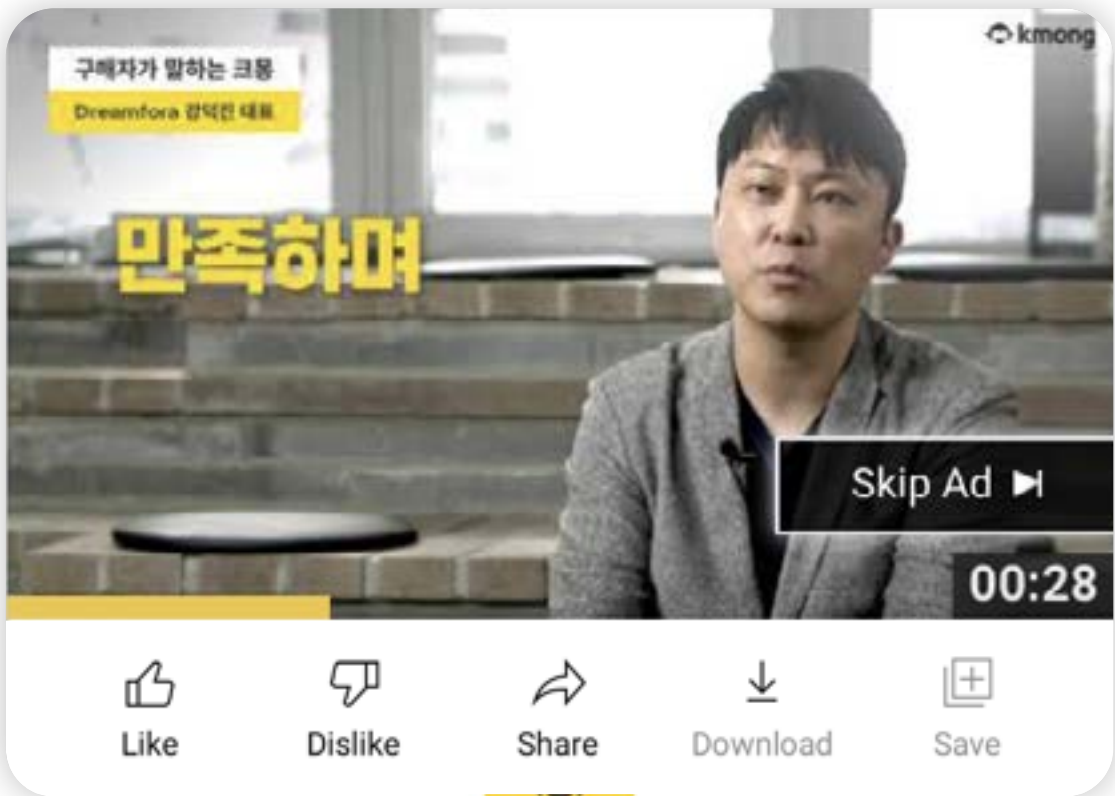 kmong
구매자가 말하는 크몽
Dreamfora 강덕진 대표
만족하며
Skip Ad
00:28
Like
Dislike
Share
Download
Save